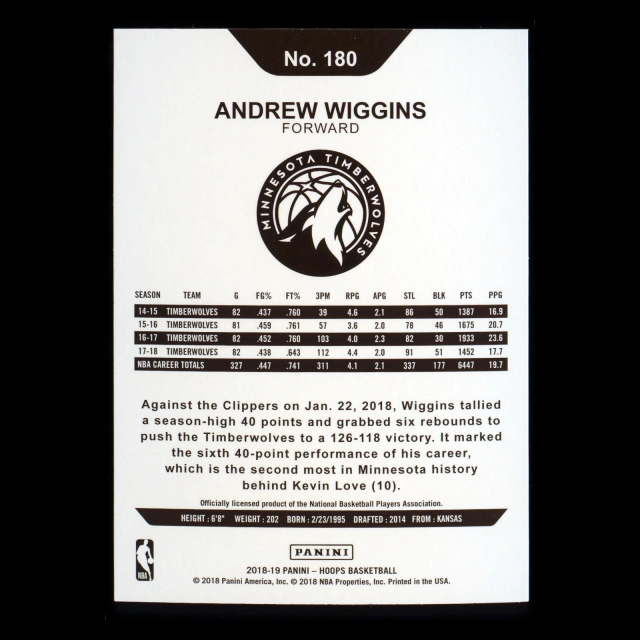 No. 180
ANDREW WIGGINS
FORWARD
MINNESOTA TIMBERWOLVES
SEASON TEAM G FG% FT% 3PM RPG APG STL BLK PTS PPG
14-15 TIMBERWOLVES 82 .437 .760 39 4.6 2.1 86 50 1387 16.9
15-16 TIMBERWOLVES 81 .459 .761 57 3.6 2.0 78 46 1675 20.7
16-17 TIMBERWOLVES 82 .452 .760 103 4.0 2.3 82 30 1933 23.6
17-18 TIMBERWOLVES 82 .438 .643 112 4.4 2.0 91 51 1452 17.7
NBA CAREER TOTALS 327 .447 .741 311 4.1 2.1 337 177 6447 19.7
Against the Clippers on Jan. 22, 2018, Wiggins tallied
a season-high 40 points and grabbed six rebounds to
push the Timberwolves to a 126-118 victory. It marked
the sixth 40-point performance of his career,
which is the second most in Minnesota history
behind Kevin Love (10).
Officially licensed product of the National Basketball Players Association.
HEIGHT : 6'8" WEIGHT : 202 BORN : 2/23/1995 DRAFTED : 2014 FROM : KANSAS
PANINI
NBA
2018-19 PANINI – HOOPS BASKETBALL
© 2018 Panini America, Inc. © 2018 NBA Properties, Inc. Printed in the USA.